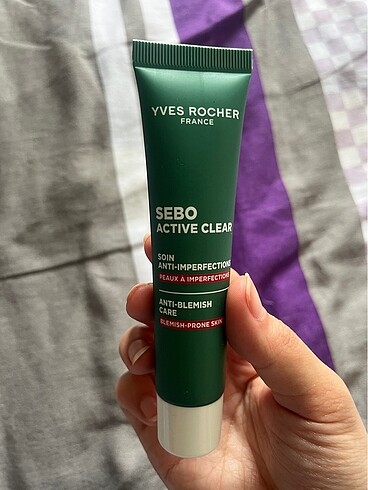 YVES ROCHER
FRANCE
SEBO
ACTIVE CLEAR
SOIN
ANTI-IMPERFECTIONS
PEAUX À IMPERFECTIONS
ANTI-BLEMISH
CARE
BLEMISH-PRONE SKIN